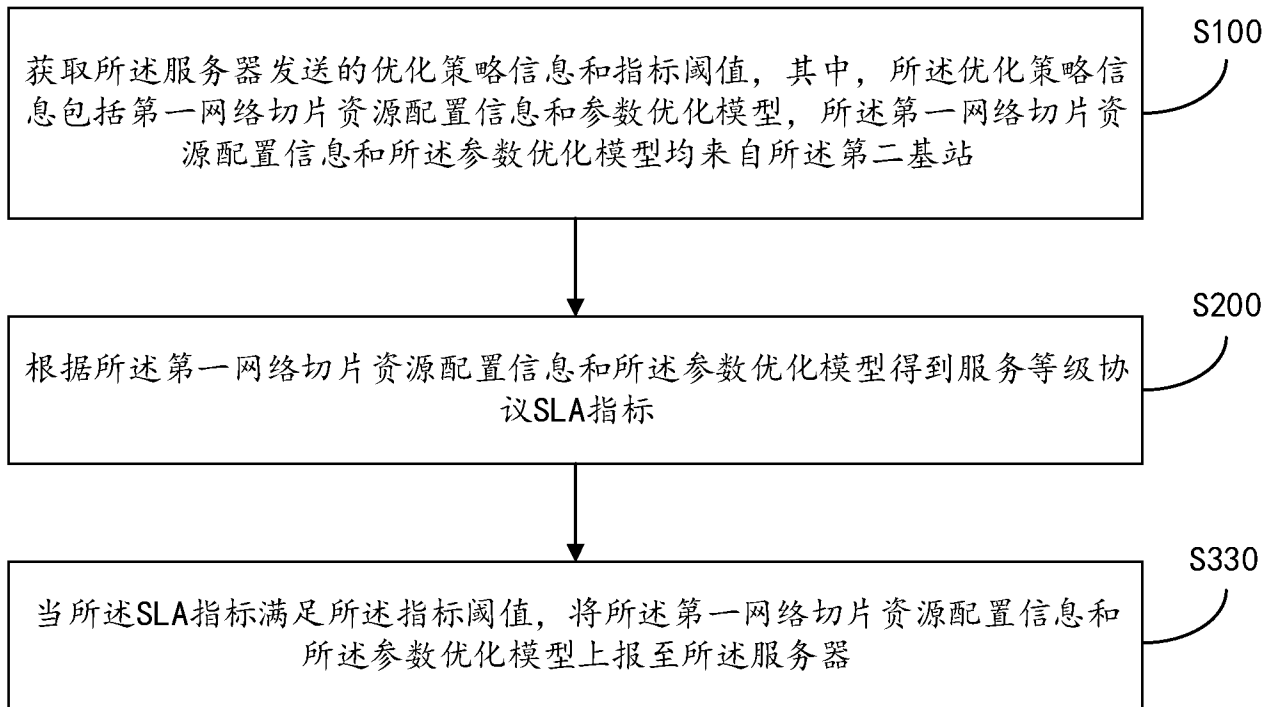 S100
获取所述服务器发送的优化策略信息和指标阈值，其中，所述优化策略信
息包括第一网络切片资源配置信息和参数优化模型，所述第一网络切片资
源配置信息和所述参数优化模型均来自所述第二基站
S200
根据所述第一网络切片资源配置信息和所述参数优化模型得到服务等级协
议SLA指标
S330
当所述SLA指标满足所述指标阈值，将所述第一网络切片资源配置信息和
所述参数优化模型上报至所述服务器